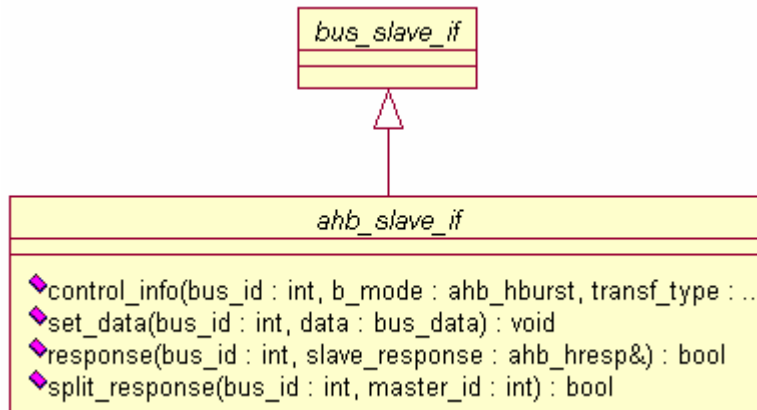 bus_slave_if
ahb_slave_if
control_info(bus_id : int, b_mode : ahb_hburst, transf_type : ...
set_data(bus_id : int, data : bus_data) : void
response(bus_id : int, slave_response : ahb_hresp&) : bool
split_response(bus_id : int, master_id : int) : bool